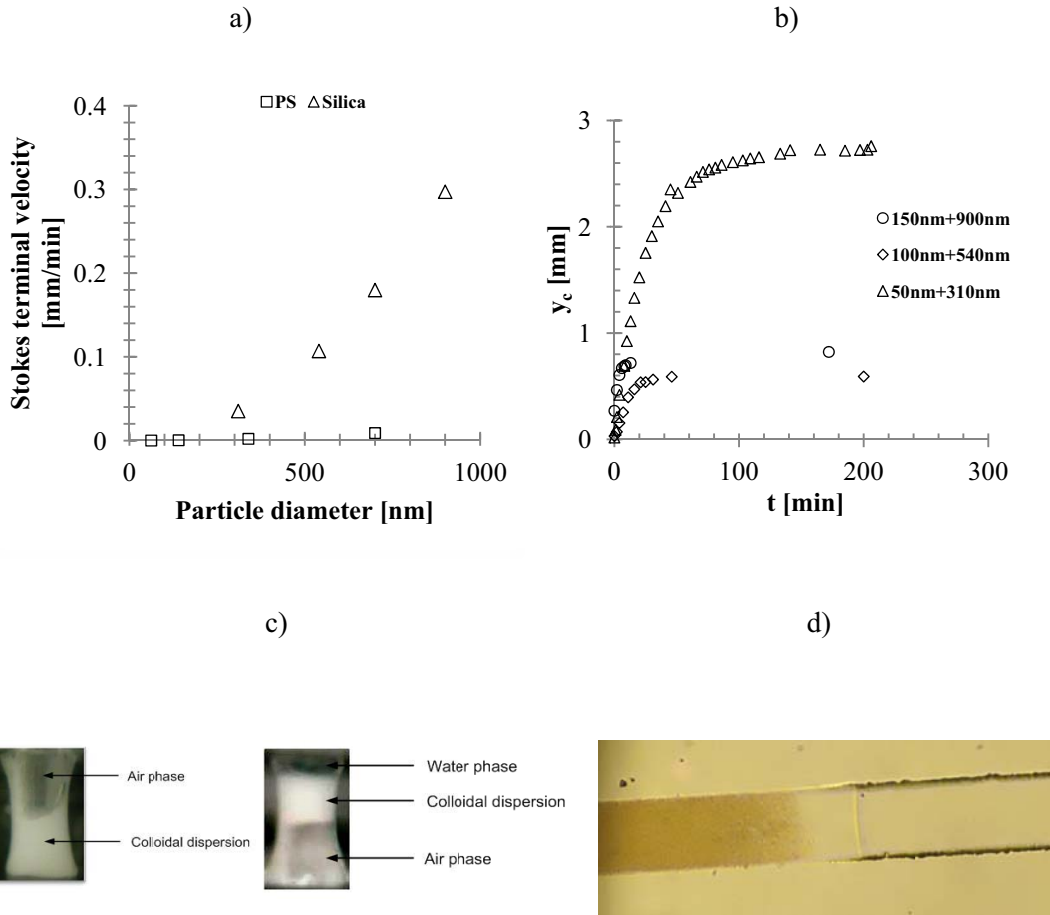 a)
PS Silica
Stokes terminal velocity
[mm/min]
0.4
0.3
0.2
0.1
0
0 500 1000
Particle diameter [nm]
b)
y_c [mm]
3
2
1
0
150nm+900nm
100nm+540nm
50nm+310nm
0 100 200 300
t [min]
c)
Air phase
Colloidal dispersion
Water phase
Colloidal dispersion
Air phase
d)